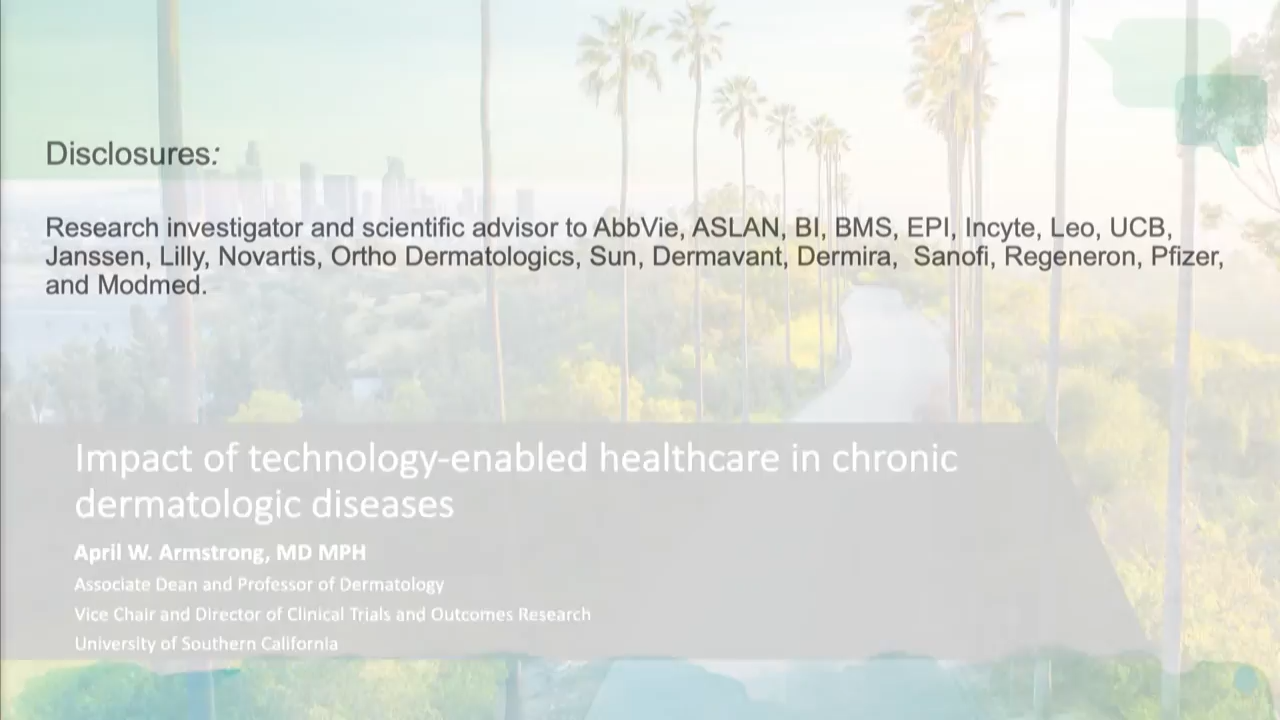 Disclosures:
Research investigator and scientific advisor to AbbVie, ASLAN, BI, BMS, EPI, Incyte, Leo, UCB,
Janssen, Lilly, Novartis, Ortho Dermatologics, Sun, Dermavant, Dermira, Sanofi, Regeneron, Pfizer,
and Modmed.
Impact of technology-enabled healthcare in chronic
dermatologic diseases
April W. Armstrong, MD MPH
Associate Dean and Professor of Dermatology
Vice Chair and Director of Clinical Trials and Outcomes Research
University of Southern California